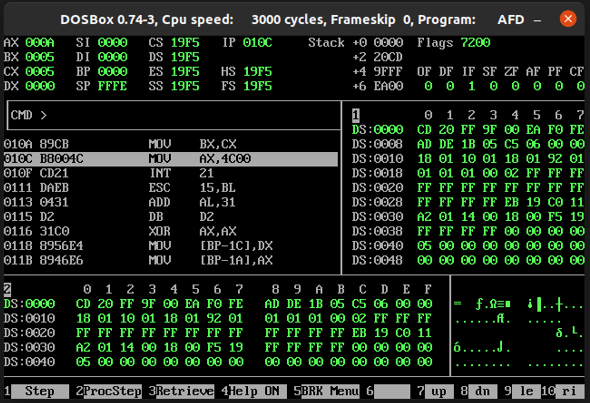 DOSBox 0.74-3, Cpu speed: 3000 cycles, Frameskip 0, Program: AFD
AX 000A SI 0000 CS 19F5 IP 010C Stack +0 0000 Flags 7200
BX 0005 DI 0000 DS 19F5 +2 20CD
CX 0005 BP 0000 ES 19F5 HS 19F5 +4 9FFF OF DF IF SF ZF AF PF CF
DX 000A SP FFFE SS 19F5 FS 19F5 +6 EA00 0 0 1 0 0 0 0 0
CMD >
1 0 1 2 3 4 5 6 7
DS:0000 CD 20 FF 9F 00 EA F0 FE
DS:0008 AD DE 1B 05 C5 06 00 00
DS:0010 18 01 10 01 18 01 92 01
DS:0018 01 01 01 00 02 FF FF FF
DS:0020 FF FF FF FF FF FF FF FF
DS:0028 FF FF FF FF EB 19 C0 11
DS:0030 A2 01 14 00 18 00 F5 19
DS:0038 FF FF FF FF 00 00 00 00
DS:0040 05 00 00 00 00 00 00 00
DS:0048 00 00 00 00 00 00 00 00
010A 89CB MOV BX,CX
010C B8004C MOV AX,4C00
010F CD21 INT 21
0111 DAEB ESC 15,BL
0113 0431 ADD AL,31
0115 D2 DB D2
0116 31C0 XOR AX,AX
0118 8956E4 MOV [BP-1C],DX
011B 8946E6 MOV [BP-1A],AX
2 0 1 2 3 4 5 6 7 8 9 A B C D E F
DS:0000 CD 20 FF 9F 00 EA F0 FE AD DE 1B 05 C5 06 00 00
DS:0010 18 01 10 01 18 01 92 01 01 01 01 00 02 FF FF FF
DS:0020 FF FF FF FF FF FF FF FF FF FF FF FF EB 19 C0 11
DS:0030 A2 01 14 00 18 00 F5 19 FF FF FF FF 00 00 00 00
DS:0040 05 00 00 00 00 00 00 00 00 00 00 00 00 00 00 00
1 Step 2ProcStep 3Retrieve 4Help ON 5BRK Menu 6 7 up 8 dn 9 le 10 ri